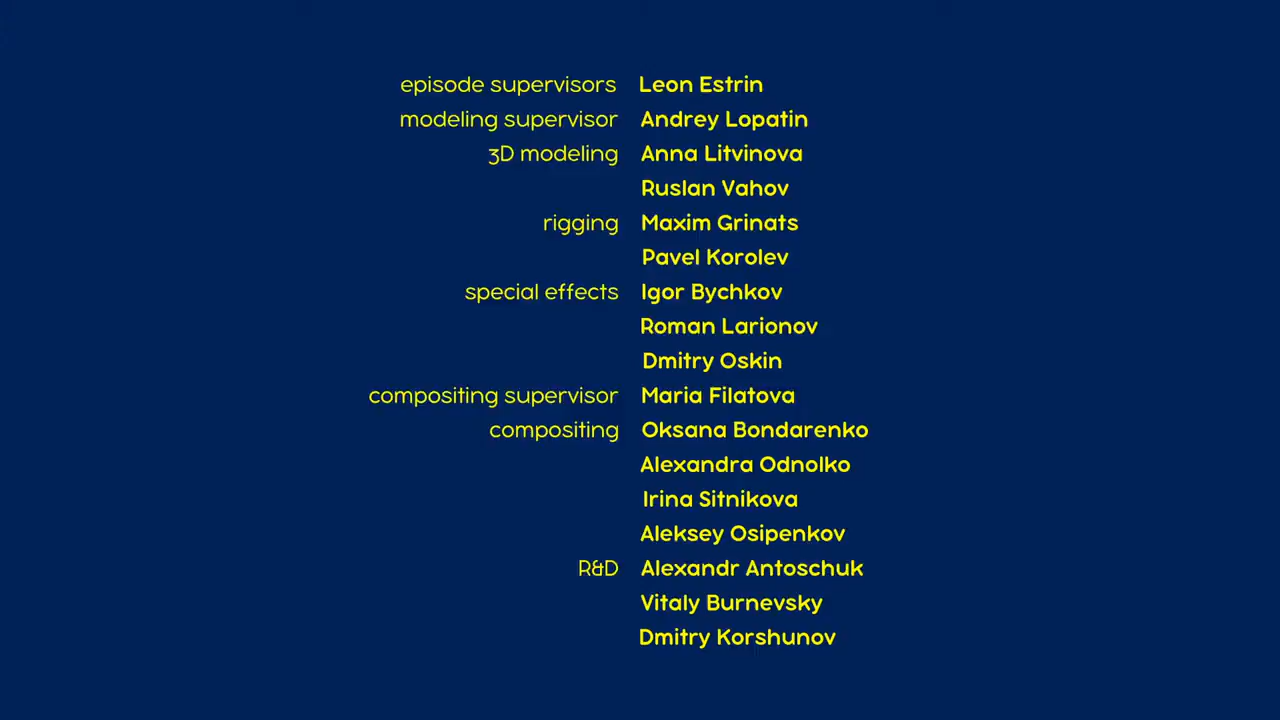 episode supervisors Leon Estrin
modeling supervisor Andrey Lopatin
3D modeling Anna Litvinova
Ruslan Vahov
rigging Maxim Grinats
Pavel Korolev
special effects Igor Bychkov
Roman Larionov
Dmitry Oskin
compositing supervisor Maria Filatova
compositing Oksana Bondarenko
Alexandra Odnolko
Irina Sitnikova
Aleksey Osipenkov
R&D Alexandr Antoschuk
Vitaly Burnevsky
Dmitry Korshunov